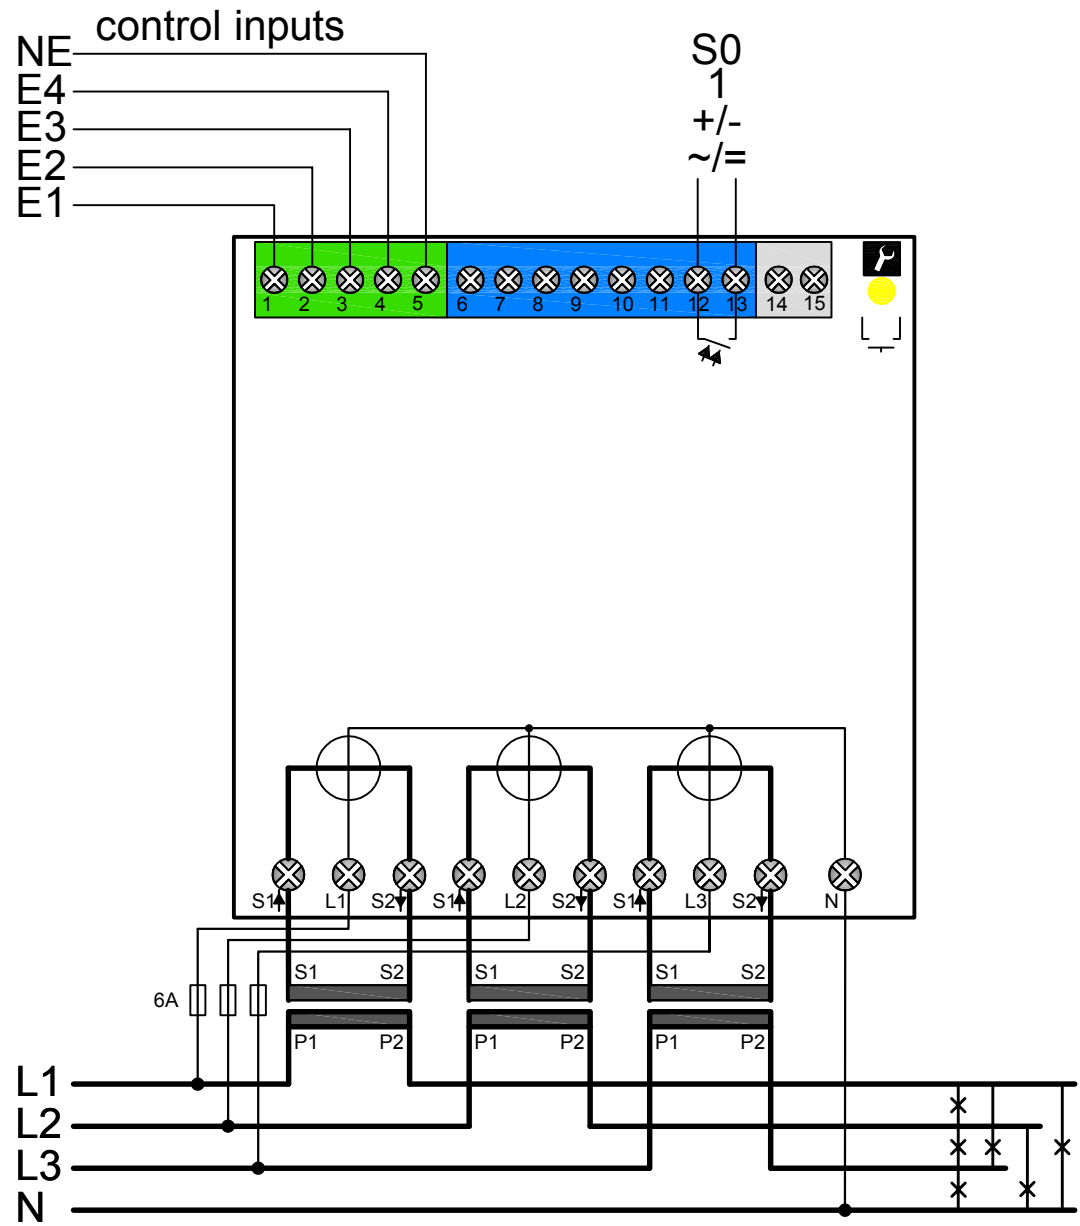 control inputs
NE
E4
E3
E2
E1
S0
1
+/-
~/=
1 2 3 4 5 6 7 8 9 10 11 12 13 14 15
S1 L1 S2 S1 L2 S2 S1 L3 S2 N
S1 S2 S1 S2 S1 S2
6A
P1 P2 P1 P2 P1 P2
L1
L2
L3
N